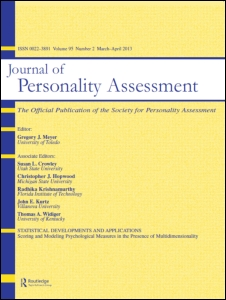 ISSN 0022-3891 Volume 95 Number 2 March-April 2013
Journal of
Personality Assessment
The Official Publication of the Society for Personality Assessment
Editor:
Gregory J. Meyer
University of Toledo
Associate Editors:
Susan L. Crowley
Utah State University
Christopher J. Hopwood
Michigan State University
Radhika Krishnamurthy
Florida Institute of Technology
John E. Kurtz
Villanova University
Thomas A. Widiger
University of Kentucky
STATISTICAL DEVELOPMENTS AND APPLICATIONS
Scoring and Modeling Psychological Measures in the Presence of Multidimensionality
Routledge